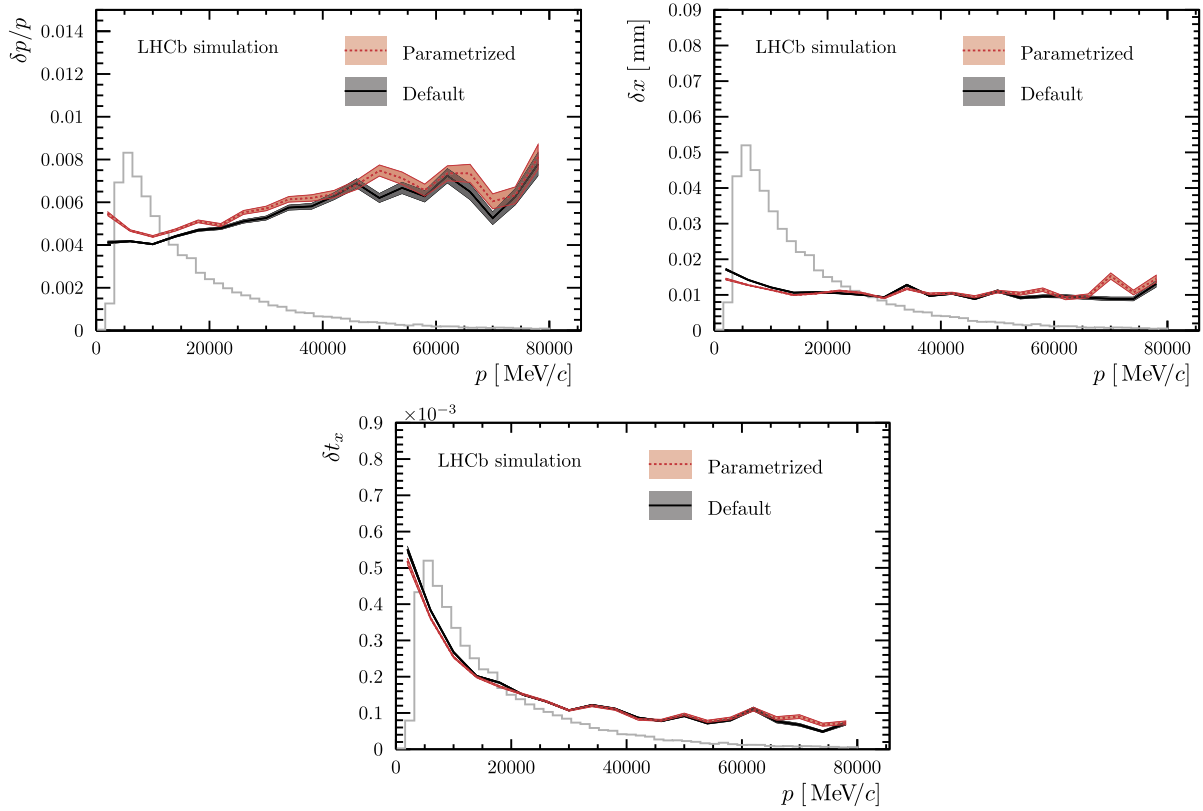 δp/p
0.014
0.012
0.01
0.008
0.006
0.004
0.002
0
LHCb simulation
Parametrized
Default
0 20000 40000 60000 80000
p [ MeV/c]
δx [ mm]
0.09
0.08
0.07
0.06
0.05
0.04
0.03
0.02
0.01
0
LHCb simulation
Parametrized
Default
0 20000 40000 60000 80000
p [ MeV/c]
×10⁻³
δtₓ
0.9
0.8
0.7
0.6
0.5
0.4
0.3
0.2
0.1
0
LHCb simulation
Parametrized
Default
0 20000 40000 60000 80000
p [ MeV/c]